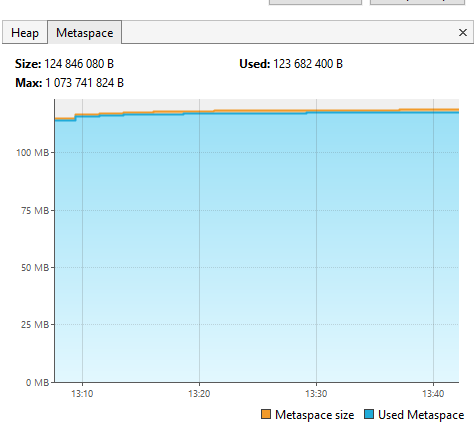 Heap Metaspace ×
Size: 124 846 080 B Used: 123 682 400 B
Max: 1 073 741 824 B
100 MB
75 MB
50 MB
25 MB
0 MB
13:10 13:20 13:30 13:40
Metaspace size Used Metaspace